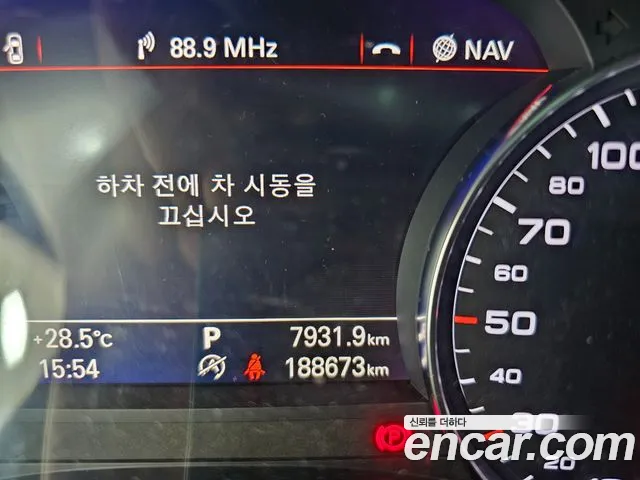 88.9 MHz
NAV
하차 전에 차 시동을
끄십시오
+28.5°C
P
7931.9km
15:54
188673km
100
80
70
60
50
40
30
20
P
신뢰를 더하다
encar.com